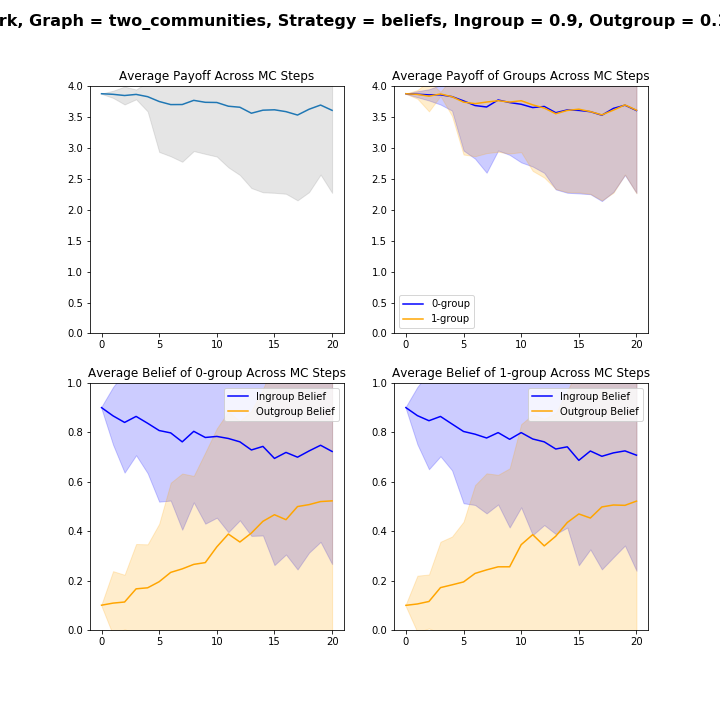 rk, Graph = two_communities, Strategy = beliefs, Ingroup = 0.9, Outgroup = 0.
Average Payoff Across MC Steps
4.0
3.5
3.0
2.5
2.0
1.5
1.0
0.5
0.0
0 5 10 15 20
Average Payoff of Groups Across MC Steps
4.0
3.5
3.0
2.5
2.0
1.5
1.0
0.5
0.0
0-group
1-group
0 5 10 15 20
Average Belief of 0-group Across MC Steps
1.0
0.8
0.6
0.4
0.2
0.0
Ingroup Belief
Outgroup Belief
0 5 10 15 20
Average Belief of 1-group Across MC Steps
1.0
0.8
0.6
0.4
0.2
0.0
Ingroup Belief
Outgroup Belief
0 5 10 15 20